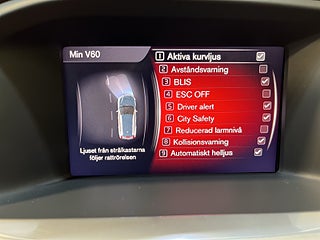 Min V60
1 Aktiva kurvljus
2 Avståndsvarning
3 BLIS
4 ESC OFF
5 Driver alert
6 City Safety
7 Reducerad larmnivå
8 Kollisionsvarning
9 Automatiskt helljus
Ljuset från strålkastarna
följer rattrörelsen